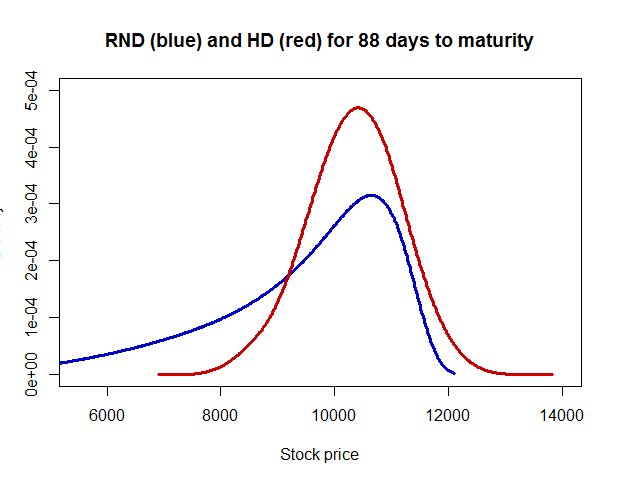 RND (blue) and HD (red) for 88 days to maturity
5e-04
4e-04
3e-04
2e-04
1e-04
0e+00
6000 8000 10000 12000 14000
Stock price